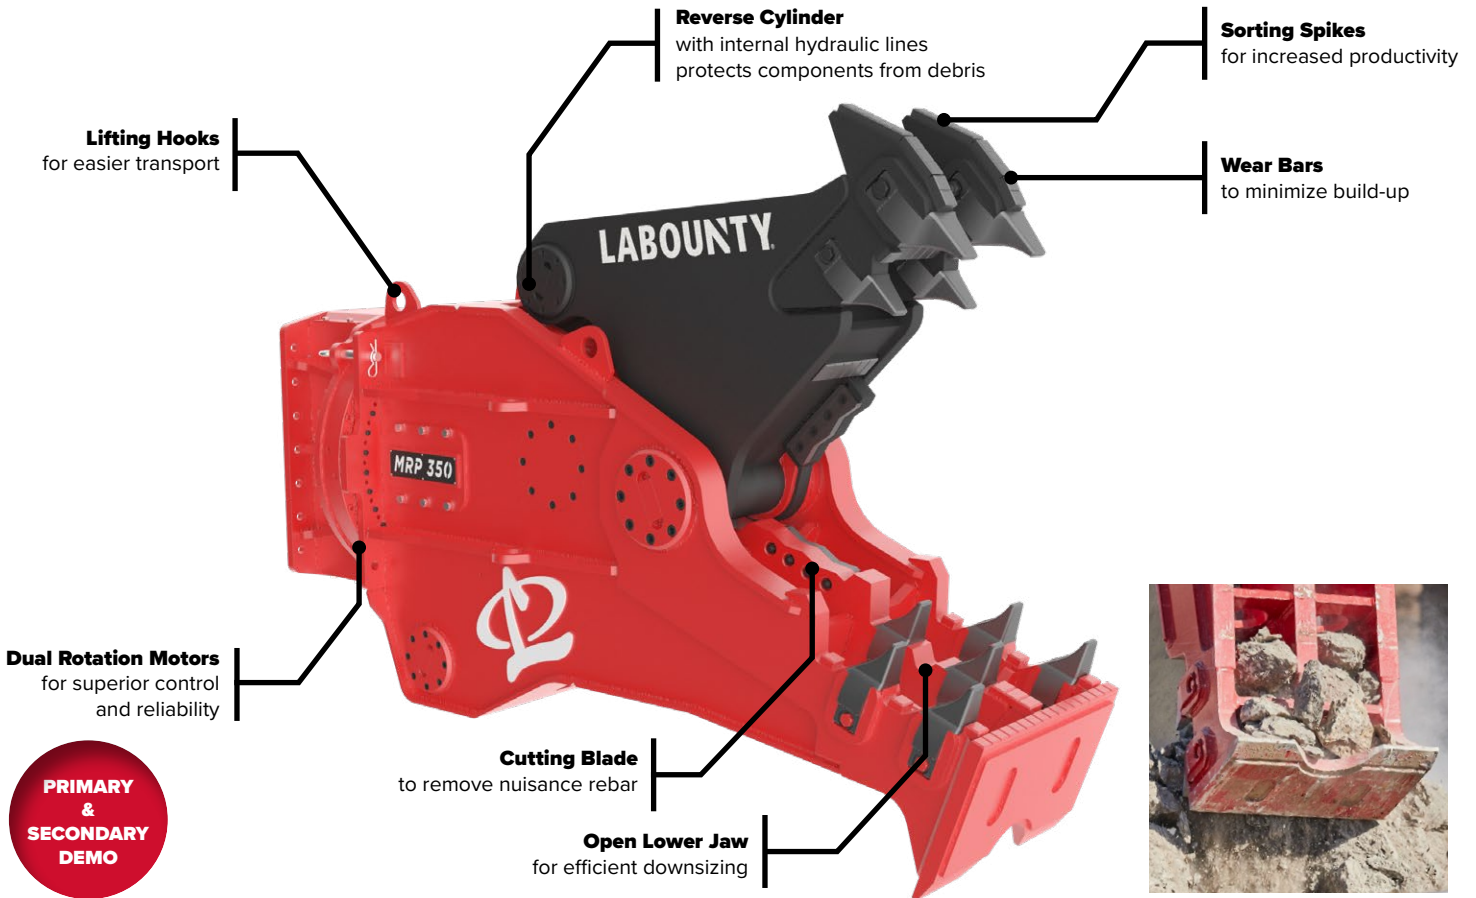 Reverse Cylinder
with internal hydraulic lines
protects components from debris
Sorting Spikes
for increased productivity
Lifting Hooks
for easier transport
Wear Bars
to minimize build-up
LABOUNTY
MRP 350
Dual Rotation Motors
for superior control
and reliability
Cutting Blade
to remove nuisance rebar
Open Lower Jaw
for efficient downsizing
PRIMARY
&
SECONDARY
DEMO